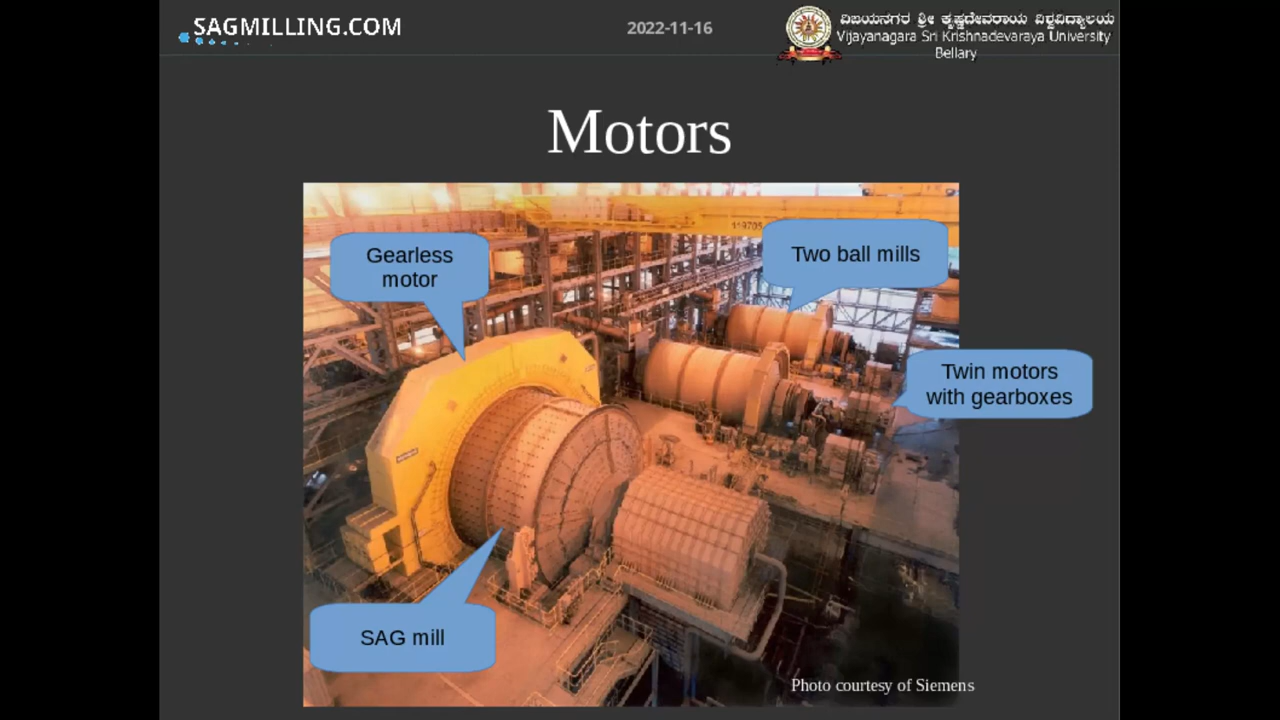 SAGMILLING.COM
2022-11-16
ವಿಜಯನಗರ ಶ್ರೀ ಕೃಷ್ಣದೇವರಾಯ ವಿಶ್ವವಿದ್ಯಾಲಯ
Vijayanagara Sri Krishnadevaraya University
Bellary
Motors
Gearless
motor
Two ball mills
Twin motors
with gearboxes
SAG mill
Photo courtesy of Siemens